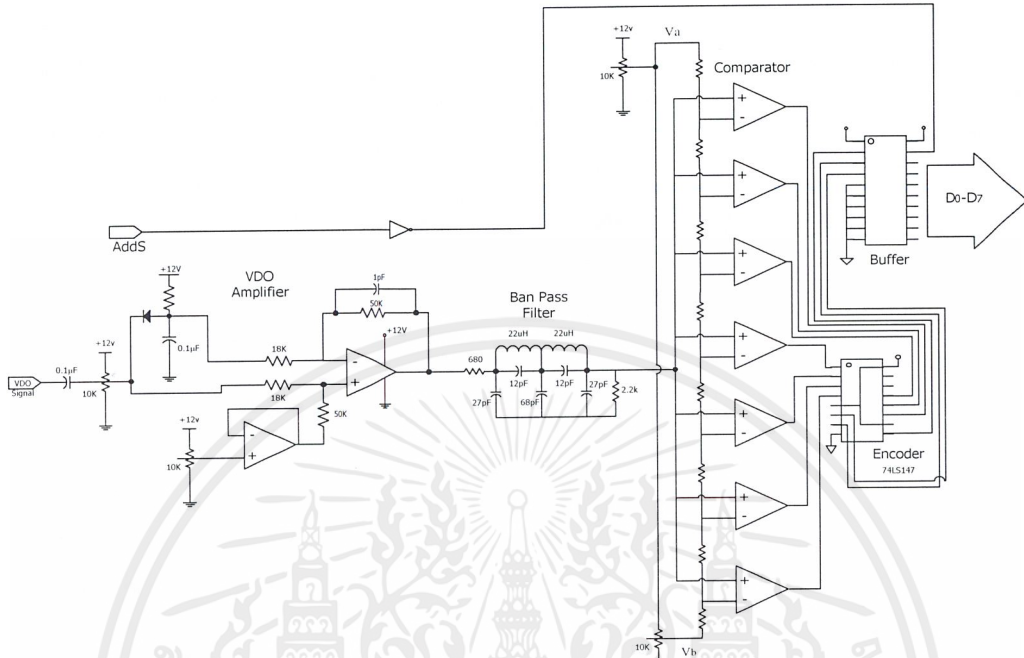 +12v
Va
10K
Comparator
AddS
D0-D7
Buffer
VDO
Amplifier
+12V
0.1µF
1pF
50K
+12V
Ban Pass
Filter
22uH
22uH
0.1µF
+12v
VDO
Signal
10K
18K
18K
680
12pF
12pF
27pF
68pF
27pF
2.2k
50K
+12v
10K
Encoder
74LS147
10K
Vb
+
-
+
-
+
-
+
-
+
-
+
-
+
-
-
+
-
+